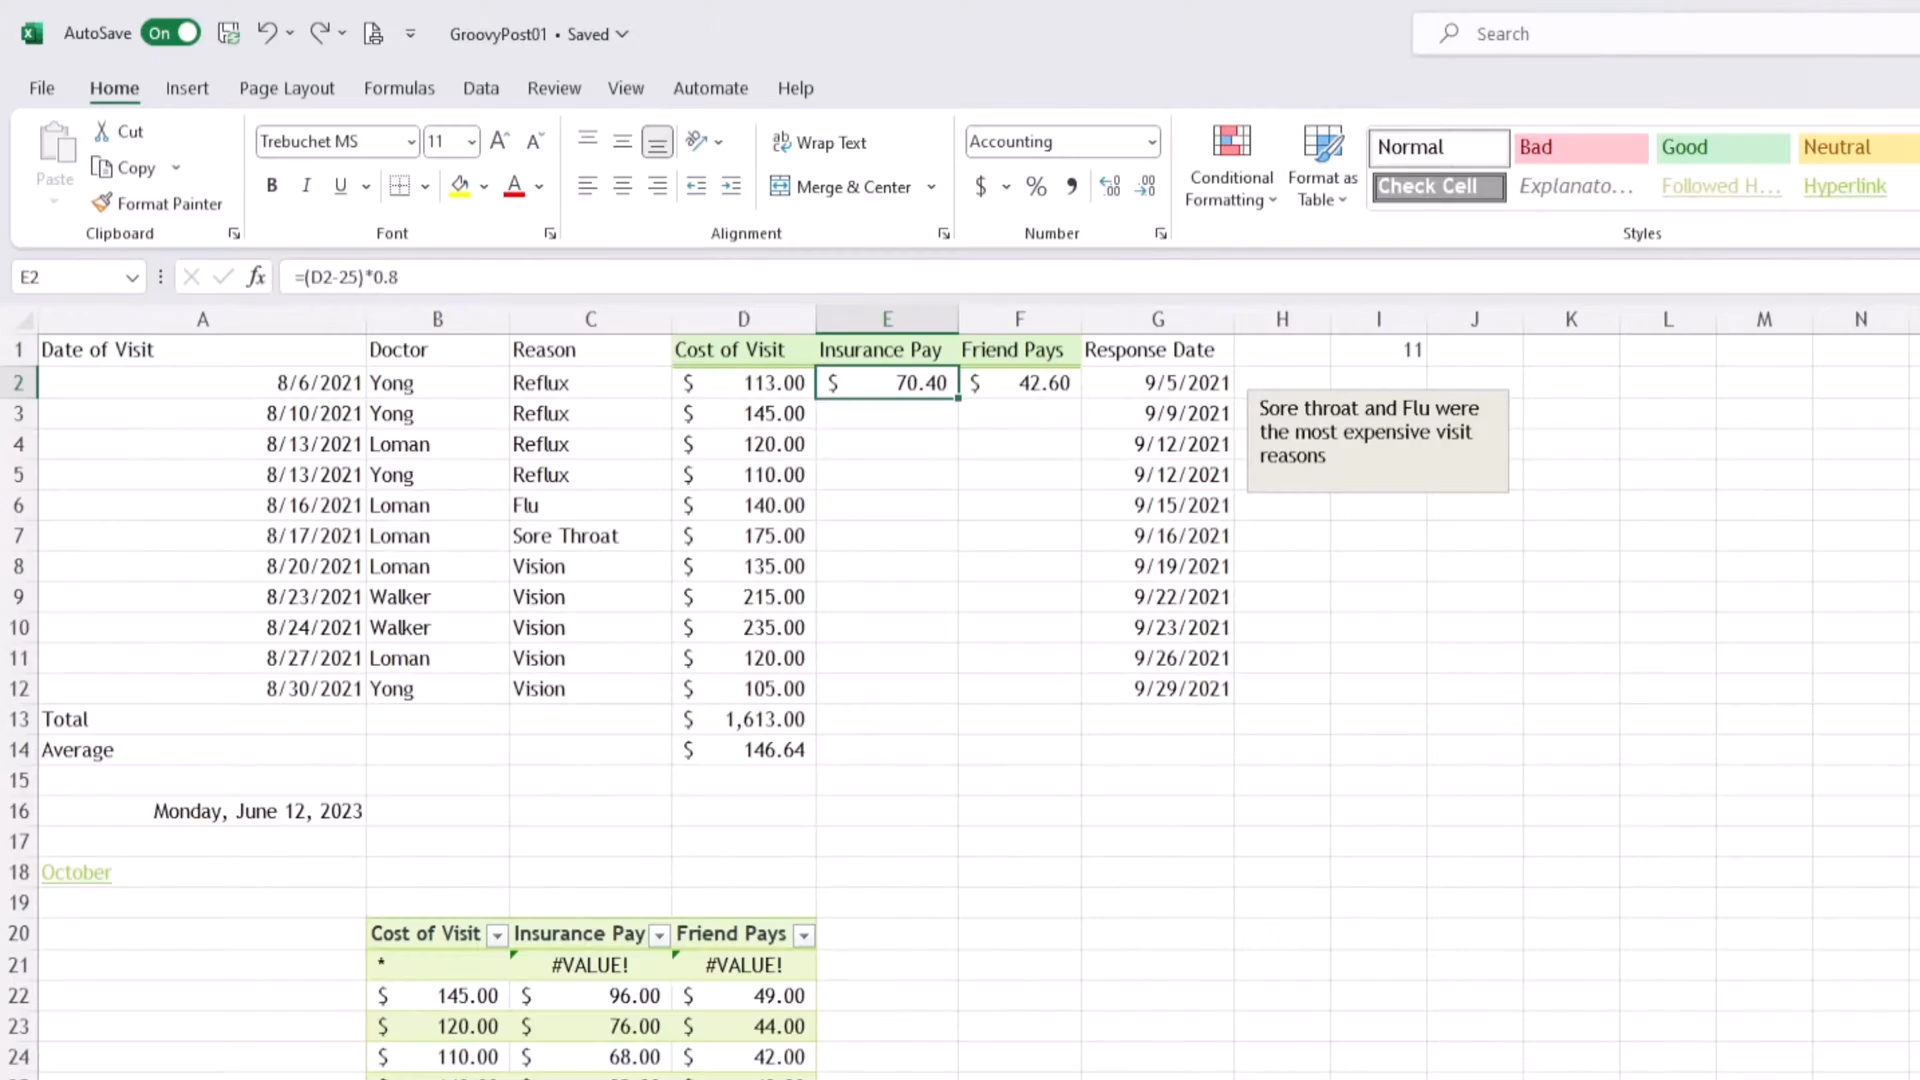 AutoSave On GroovyPost01 • Saved Search
File Home Insert Page Layout Formulas Data Review View Automate Help
Paste Cut Copy Format Painter Clipboard
Trebuchet MS 11 B I U A Font
Wrap Text Merge & Center Alignment
Accounting $ % Number
Conditional Formatting Format as Table
Normal Bad Good Neutral
Check Cell Explanato... Followed H... Hyperlink
Styles
E2 fx =(D2-25)*0.8
A B C D E F G H I J K L M N
1 Date of Visit Doctor Reason Cost of Visit Insurance Pay Friend Pays Response Date 11
2 8/6/2021 Yong Reflux $ 113.00 $ 70.40 $ 42.60 9/5/2021
3 8/10/2021 Yong Reflux $ 145.00 9/9/2021
4 8/13/2021 Loman Reflux $ 120.00 9/12/2021
5 8/13/2021 Yong Reflux $ 110.00 9/12/2021
6 8/16/2021 Loman Flu $ 140.00 9/15/2021
7 8/17/2021 Loman Sore Throat $ 175.00 9/16/2021
8 8/20/2021 Loman Vision $ 135.00 9/19/2021
9 8/23/2021 Walker Vision $ 215.00 9/22/2021
10 8/24/2021 Walker Vision $ 235.00 9/23/2021
11 8/27/2021 Loman Vision $ 120.00 9/26/2021
12 8/30/2021 Yong Vision $ 105.00 9/29/2021
13 Total $ 1,613.00
14 Average $ 146.64
15
16 Monday, June 12, 2023
17
18 October
19
20 Cost of Visit Insurance Pay Friend Pays
21 * #VALUE! #VALUE!
22 $ 145.00 $ 96.00 $ 49.00
23 $ 120.00 $ 76.00 $ 44.00
24 $ 110.00 $ 68.00 $ 42.00
Sore throat and Flu were
the most expensive visit
reasons